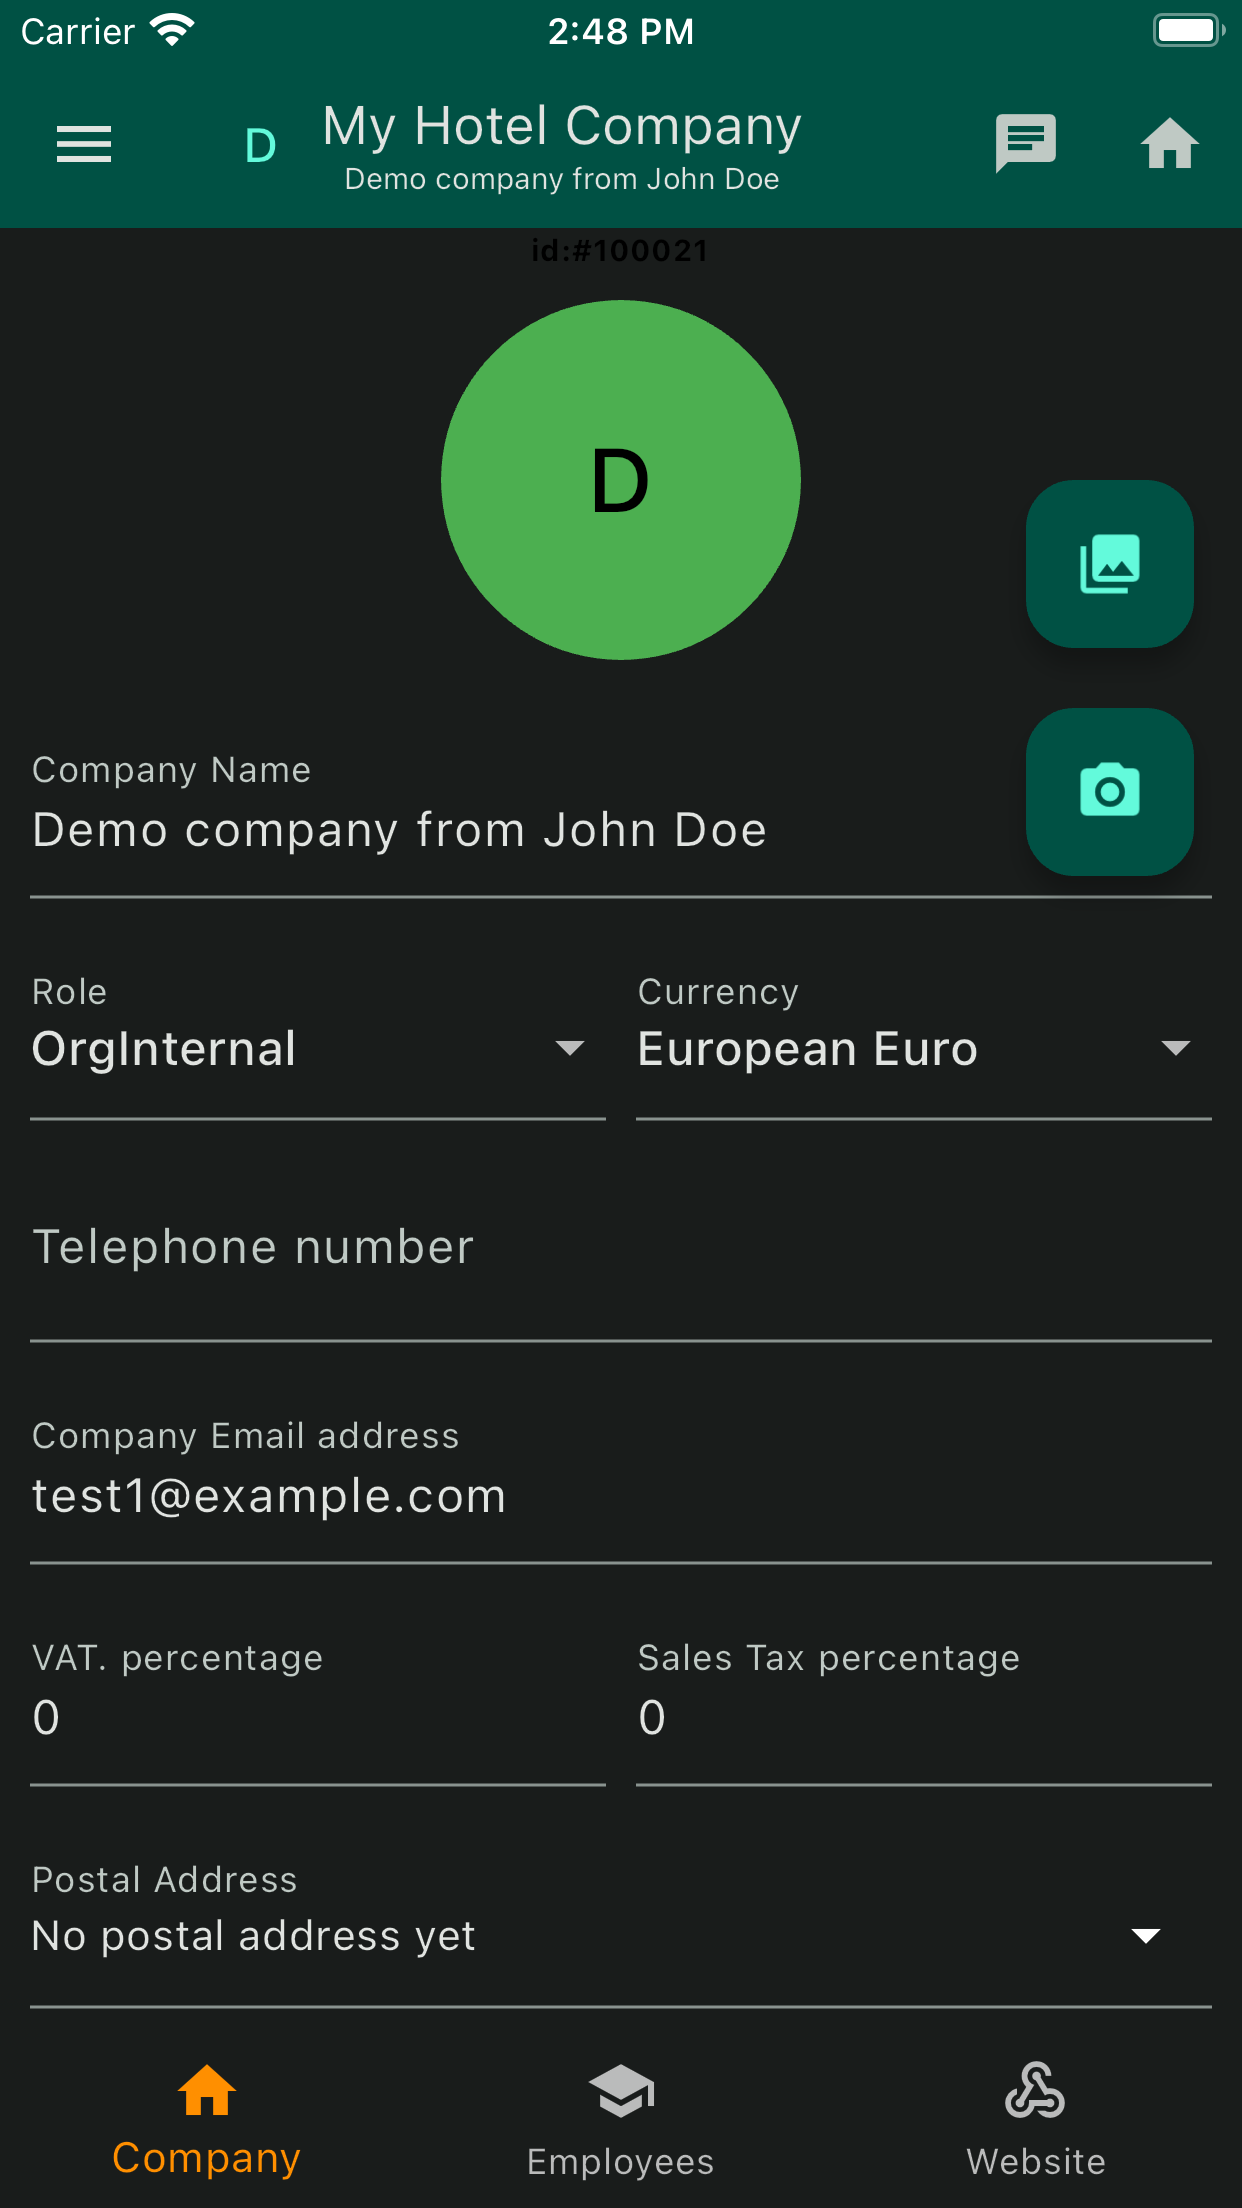 Carrier 2:48 PM
D My Hotel Company
Demo company from John Doe
id:#100021
D
Company Name
Demo company from John Doe
Role Currency
OrgInternal European Euro
Telephone number
Company Email address
test1@example.com
VAT. percentage Sales Tax percentage
0 0
Postal Address
No postal address yet
Company Employees Website